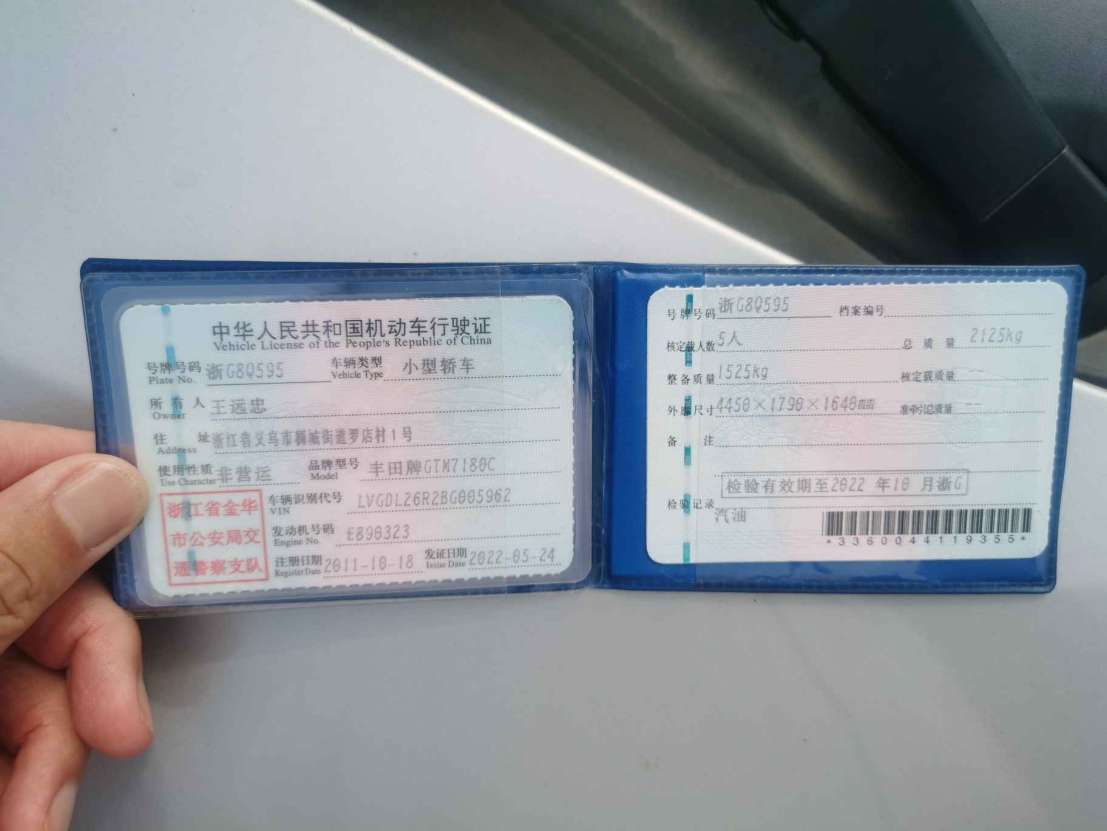 中华人民共和国机动车行驶证
Vehicle License of the People's Republic of China
号牌号码 浙G8Q595 车辆类型 小型轿车
Plate No. Vehicle Type
所有人 王远忠
Owner
住址 浙江省义乌市稠城街道罗店村1号
Address
使用性质 非营运 品牌型号 丰田牌GTM7180C
Use Character Model
浙江省金华
市公安局交
通警察支队
车辆识别代号 LVGDL26R2BG005962
VIN
发动机号码 E890323
Engine No.
注册日期 2011-10-18 发证日期 2022-05-24
Register Date Issue Date
号牌号码 浙G8Q595 档案编号
核定载人数 5人 总质量 2125kg
整备质量 1525kg 核定载质量
外廓尺寸 4450×1790×1640 准牵引总质量
备注
检验有效期至2022 年10 月浙G
检验记录
汽油
*3360044119355*